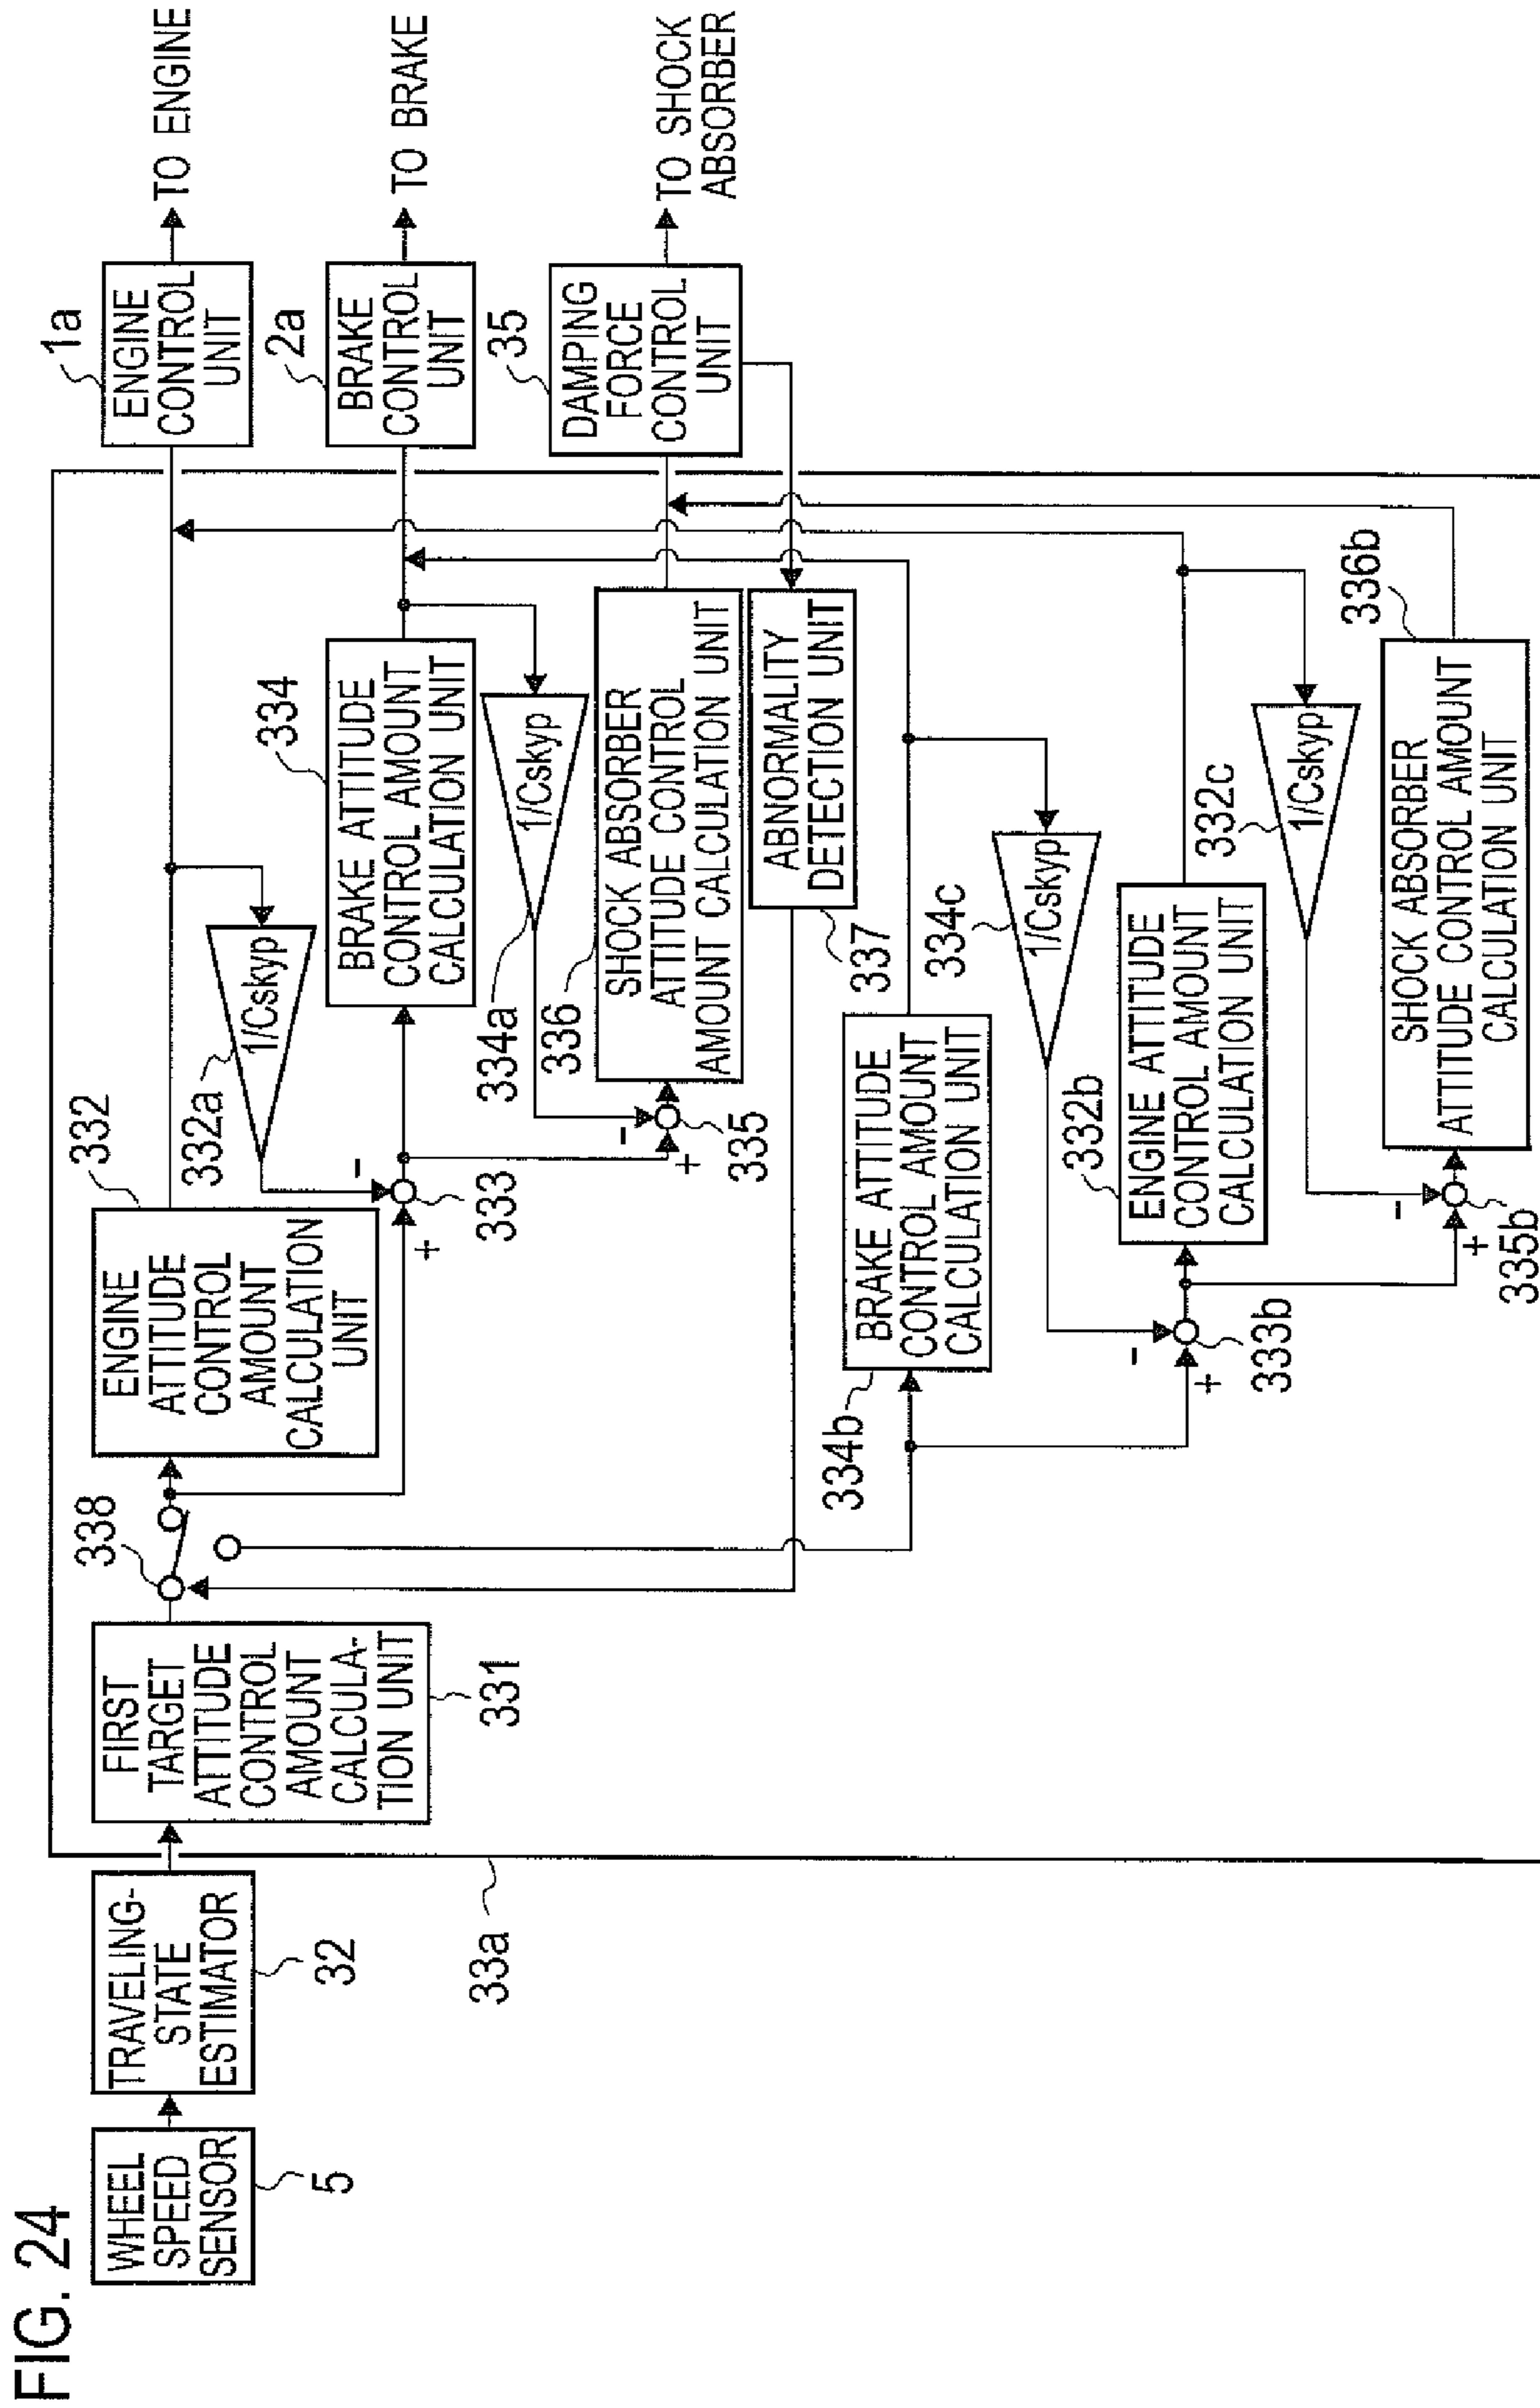 FIG. 24
WHEEL
SPEED
SENSOR
5
TRAVELING-
STATE
ESTIMATOR
32
33a
FIRST
TARGET
ATTITUDE
CONTROL
AMOUNT
CALCULA-
TION UNIT
331
338
ENGINE
ATTITUDE
CONTROL
AMOUNT
CALCULATION
UNIT
332
332a
1/Cskyp
-
+
333
BRAKE ATTITUDE
CONTROL AMOUNT
CALCULATION UNIT
334
334a
1/Cskyp
-
+
335
SHOCK ABSORBER
ATTITUDE CONTROL
AMOUNT CALCULATION UNIT
336
ABNORMALITY
DETECTION UNIT
337
ENGINE
CONTROL
UNIT
1a
TO ENGINE
BRAKE
CONTROL
UNIT
2a
TO BRAKE
DAMPING
FORCE
CONTROL
UNIT
35
TO SHOCK
ABSORBER
BRAKE ATTITUDE
CONTROL AMOUNT
CALCULATION UNIT
334b
334c
1/Cskyp
-
+
333b
ENGINE ATTITUDE
CONTROL AMOUNT
CALCULATION UNIT
332b
332c
1/Cskyp
-
+
335b
SHOCK ABSORBER
ATTITUDE CONTROL AMOUNT
CALCULATION UNIT
336b